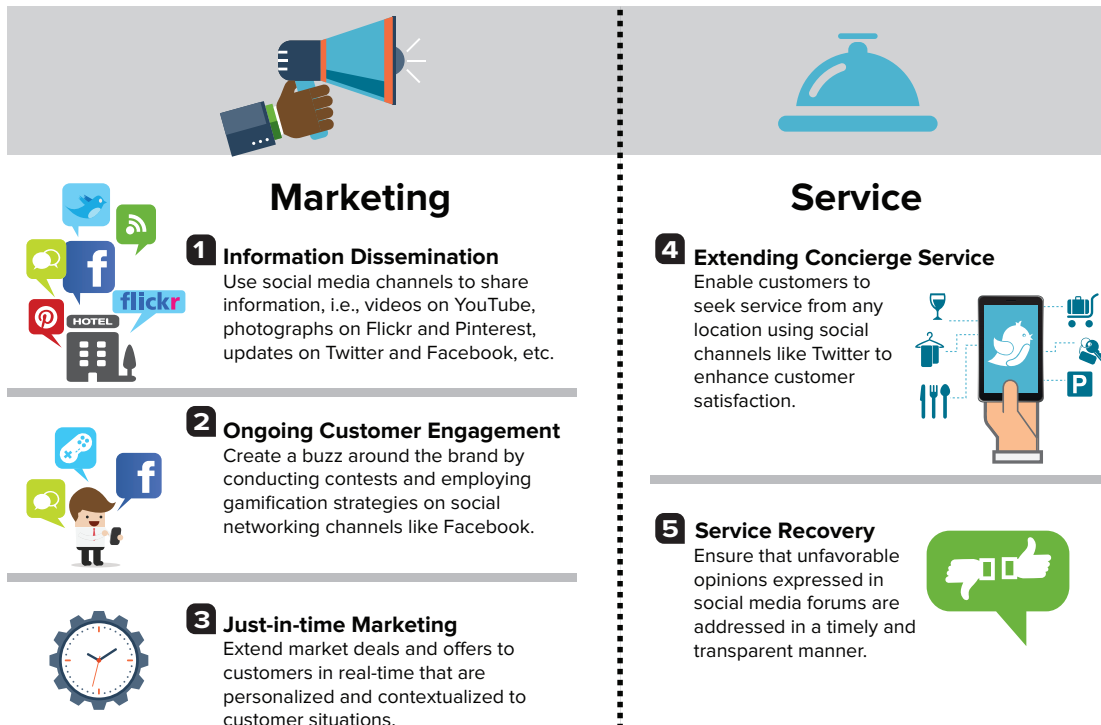 Marketing
flickr
HOTEL
1 Information Dissemination
Use social media channels to share
information, i.e., videos on YouTube,
photographs on Flickr and Pinterest,
updates on Twitter and Facebook, etc.
2 Ongoing Customer Engagement
Create a buzz around the brand by
conducting contests and employing
gamification strategies on social
networking channels like Facebook.
3 Just-in-time Marketing
Extend market deals and offers to
customers in real-time that are
personalized and contextualized to
customer situations.
Service
4 Extending Concierge Service
Enable customers to
seek service from any
location using social
channels like Twitter to
enhance customer
satisfaction.
P
5 Service Recovery
Ensure that unfavorable
opinions expressed in
social media forums are
addressed in a timely and
transparent manner.